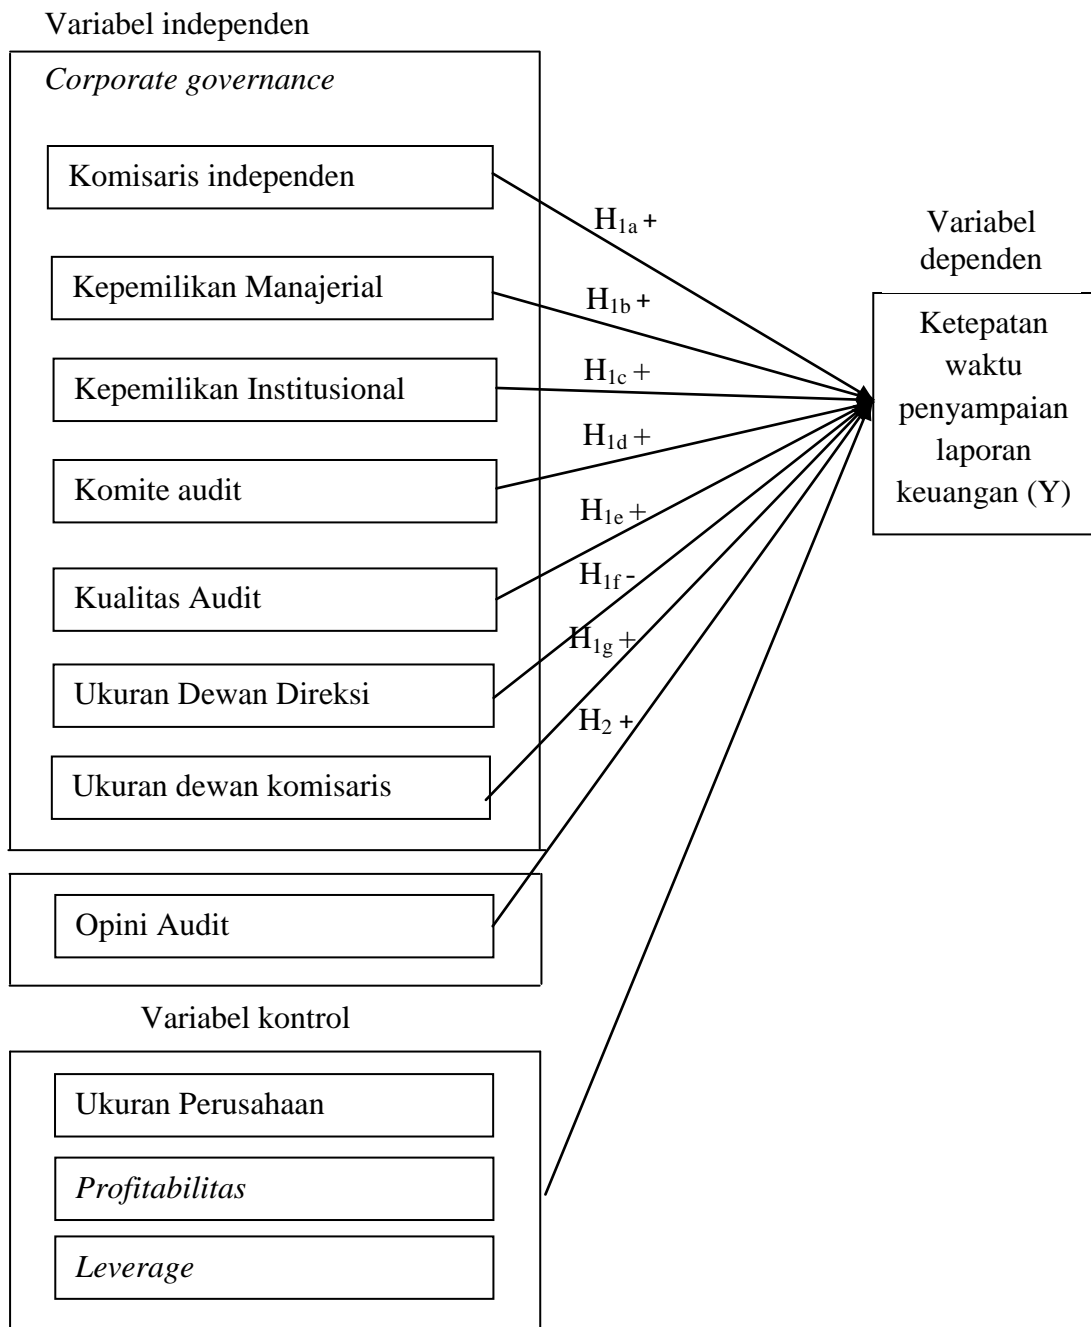 Variabel independen
Corporate governance
Komisaris independen
Kepemilikan Manajerial
Kepemilikan Institusional
Komite audit
Kualitas Audit
Ukuran Dewan Direksi
Ukuran dewan komisaris
Opini Audit
Variabel kontrol
Ukuran Perusahaan
Profitabilitas
Leverage
H1a +
H1b +
H1c +
H1d +
H1e +
H1f -
H1g +
H2 +
Variabel
dependen
Ketepatan
waktu
penyampaian
laporan
keuangan (Y)